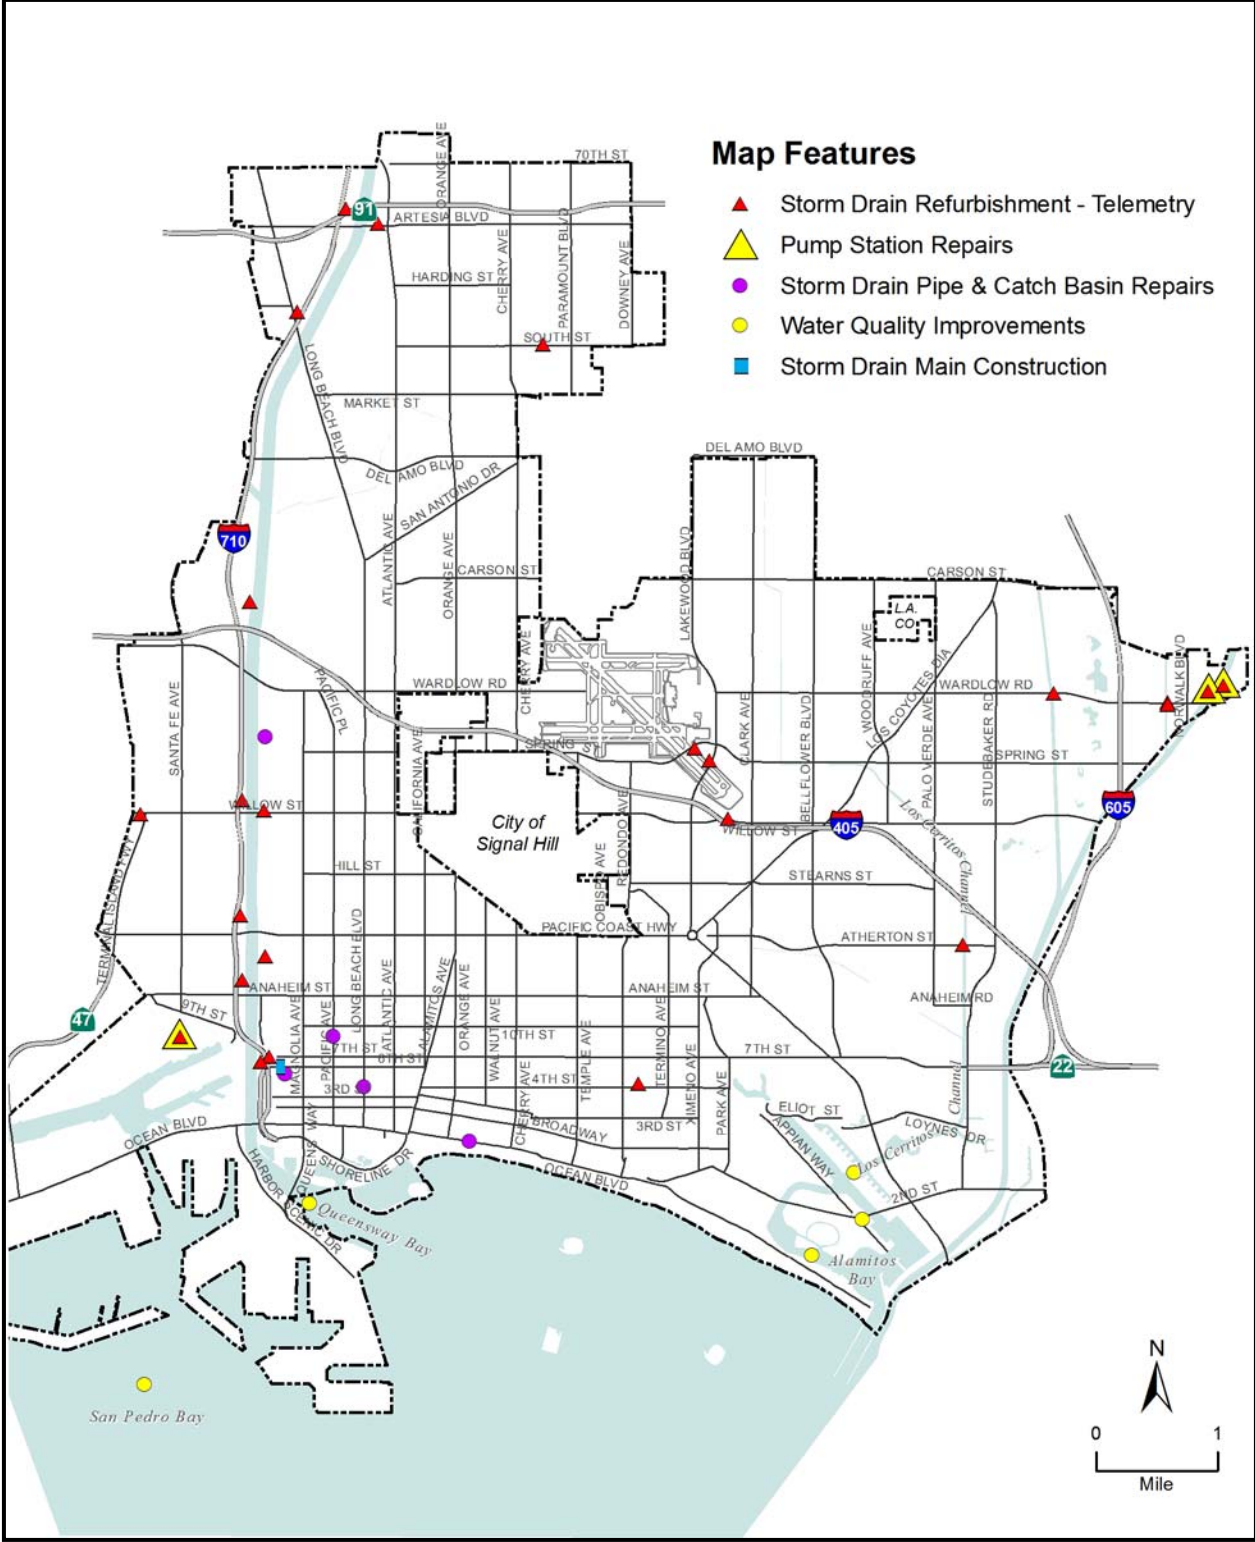 ORANGE AVE
70TH ST
Map Features
Storm Drain Refurbishment - Telemetry
Pump Station Repairs
Storm Drain Pipe & Catch Basin Repairs
Water Quality Improvements
Storm Drain Main Construction
91
ARTESIA BLVD
CHERRY AVE
PARAMOUNT BLVD
DOWNEY AVE
HARDING ST
SOUTH ST
LONG BEACH BLVD
MARKET ST
DEL AMO BLVD
DEL AMO BLVD
SAN ANTONIO DR
710
ATLANTIC AVE
ORANGE AVE
CARSON ST
LAKEWOOD BLVD
CARSON ST
L.A.
CO
CHERRY AVE
WOODRUFF AVE
LOS COYOTES DIA
NORWALK BLVD
PACIFIC PL
WARDLOW RD
WARDLOW RD
SANTA FE AVE
CALIFORNIA AVE
SPRING ST
CLARK AVE
BELLFLOWER BLVD
PALO VERDE AVE
STUDEBAKER RD
SPRING ST
WILLOW ST
City of
Signal Hill
REDONDO AVE
WILLOW ST
405
605
Los Cerritos Channel
TERMINAL ISLAND FWY
HILL ST
OBISPO AVE
STEARNS ST
LONG BEACH BLVD
PACIFIC COAST HWY
ATHERTON ST
ANAHEIM ST
ANAHEIM ST
ANAHEIM RD
47
9TH ST
MAGNOLIA AVE
PACIFIC AVE
ATLANTIC AVE
ALAMITOS AVE
ORANGE AVE
WALNUT AVE
10TH ST
TEMPLE AVE
TERMINO AVE
XIMENO AVE
7TH ST
6TH ST
7TH ST
22
3RD S
4TH ST
CHERRY AVE
PARK AVE
Channel
OCEAN BLVD
BROADWAY
3RD ST
ELIOT ST
LOYNES DR
APPIAN WAY
Los Cerritos
QUEENS WAY
SHORELINE DR
HARBOR SCENIC DR
OCEAN BLVD
2ND ST
Queensway Bay
Alamitos
Bay
San Pedro Bay
N
0 1
Mile